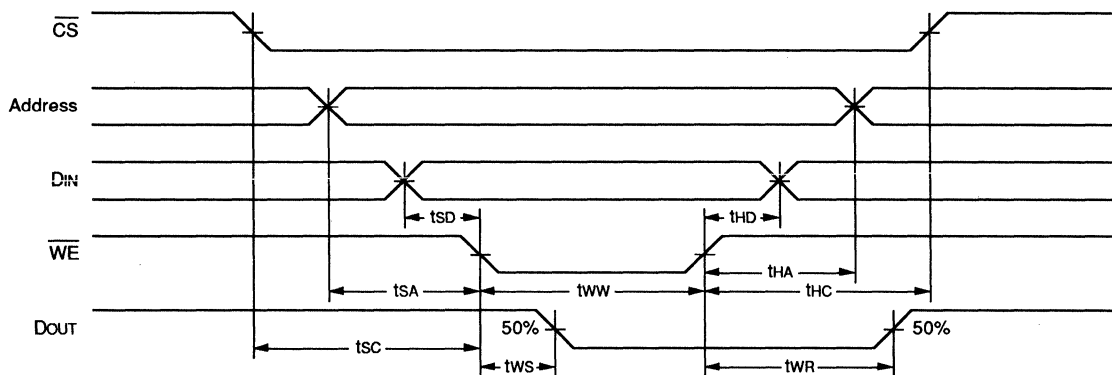 CS
Address
DIN
tSD
tHD
WE
tHA
tSA
tWW
tHC
DOUT
50%
50%
tSC
tWS
tWR